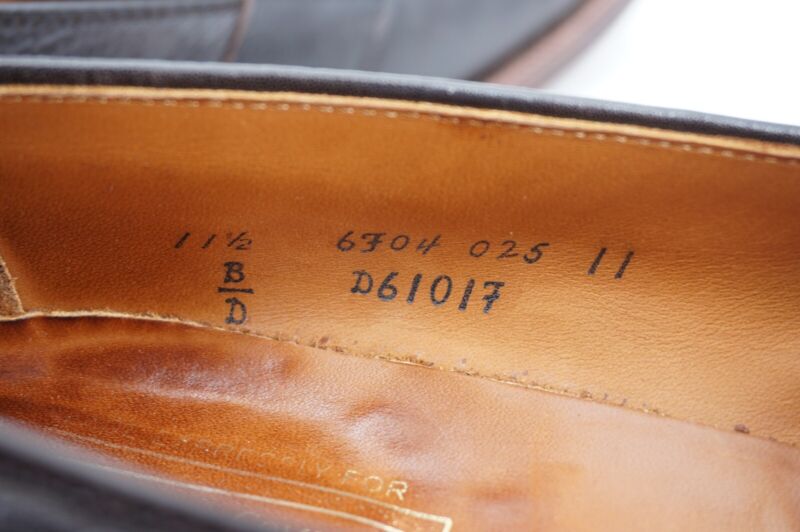 11½ 6704 025 11
B
D
D61017
EXPRESSLY FOR